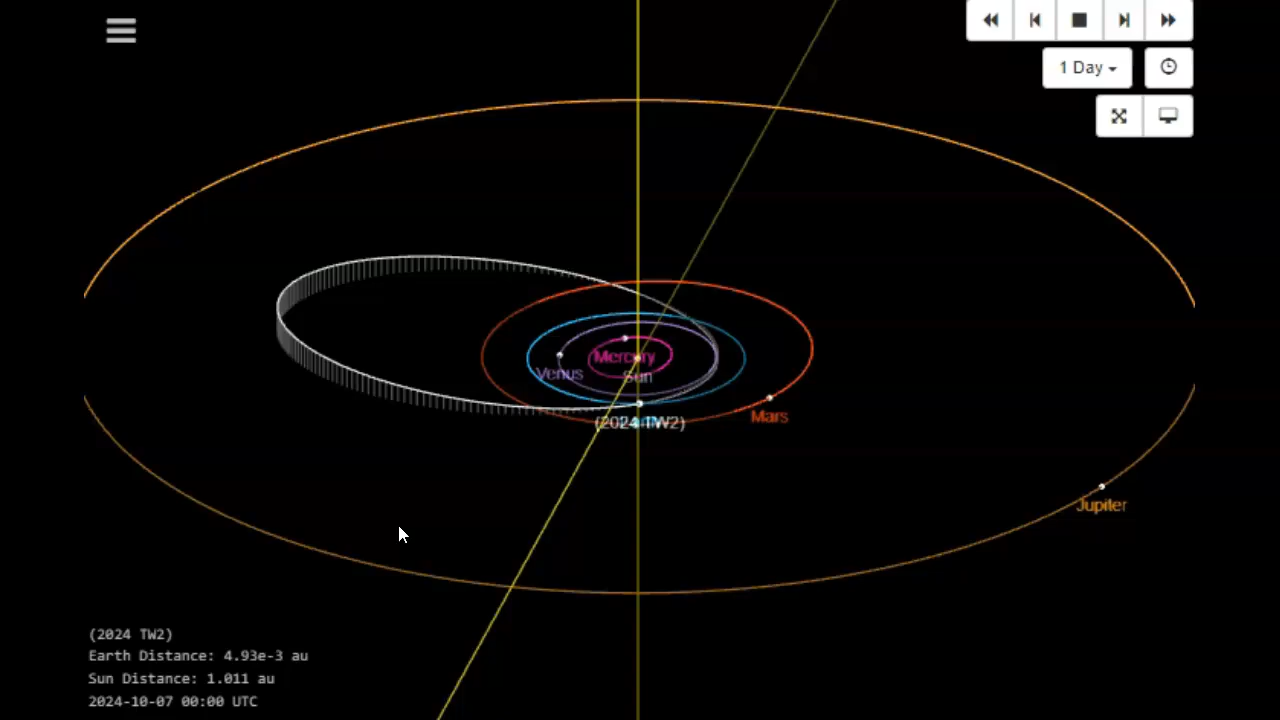 1 Day
Mercury
Venus
Sun
(2024 TW2)
Mars
Jupiter
(2024 TW2)
Earth Distance: 4.93e-3 au
Sun Distance: 1.011 au
2024-10-07 00:00 UTC